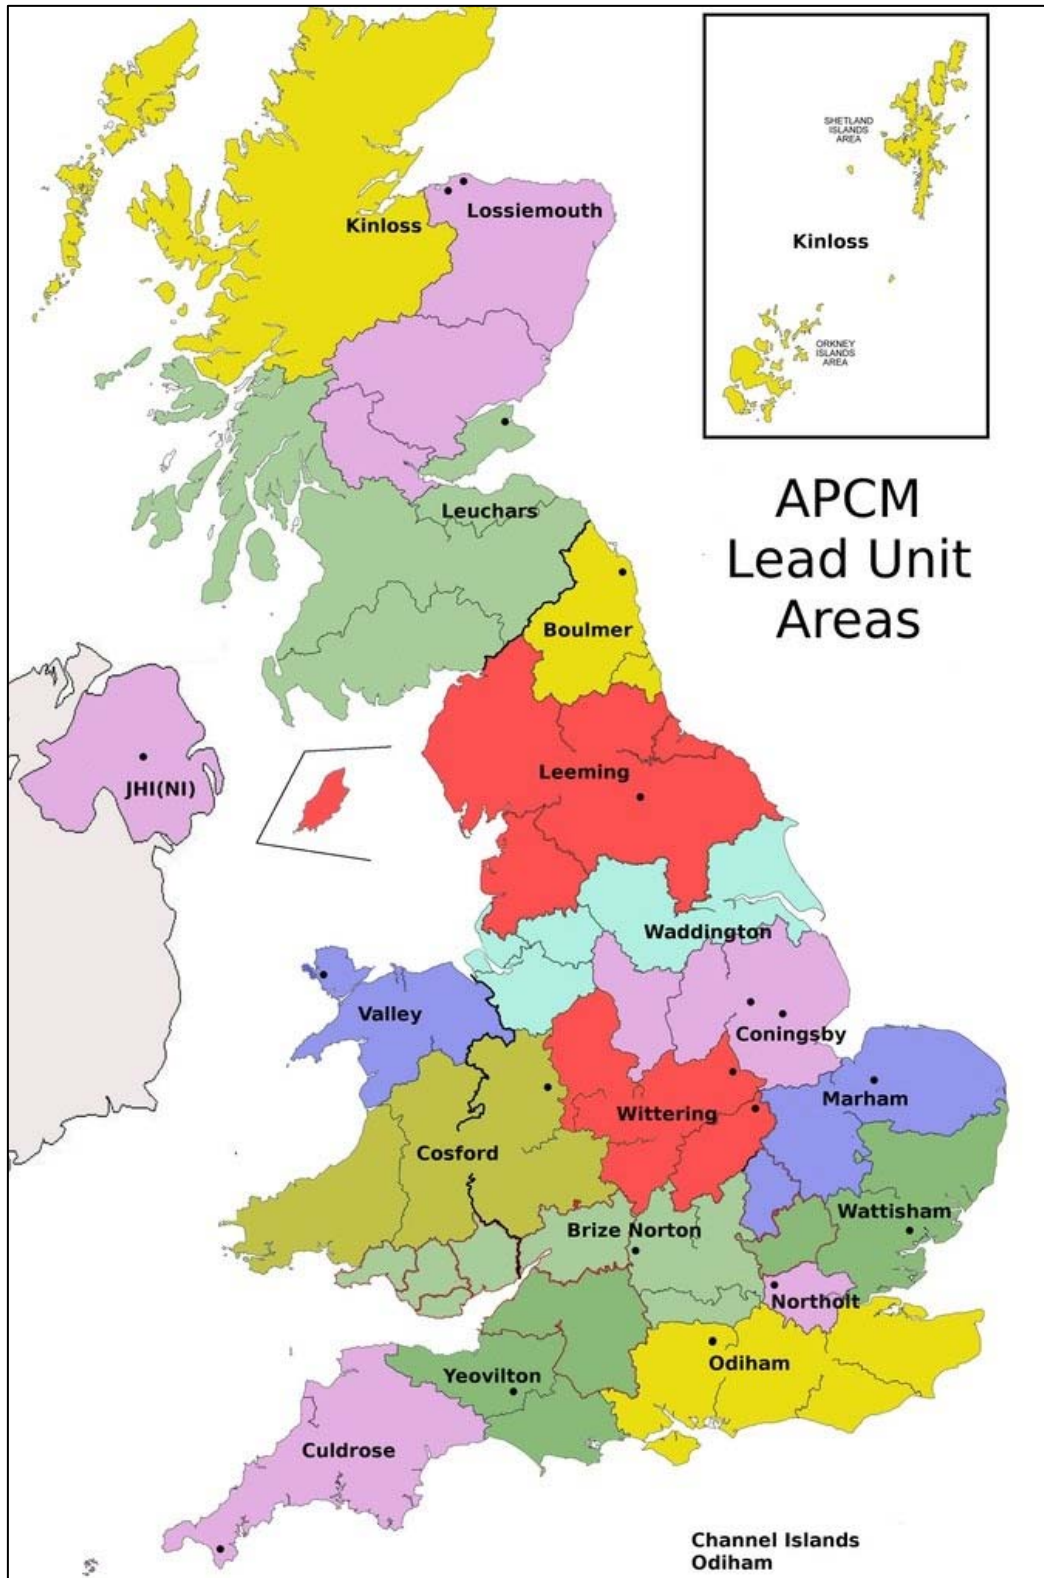 SHETLAND
ISLANDS
AREA
Lossiemouth
Kinloss
Kinloss
ORKNEY
ISLANDS
AREA
APCM
Lead Unit
Areas
Leuchars
Boulmer
Leeming
JHI(NI)
Waddington
Valley
Coningsby
Marham
Wittering
Cosford
Wattisham
Brize Norton
Northolt
Odiham
Yeovilton
Culdrose
Channel Islands
Odiham